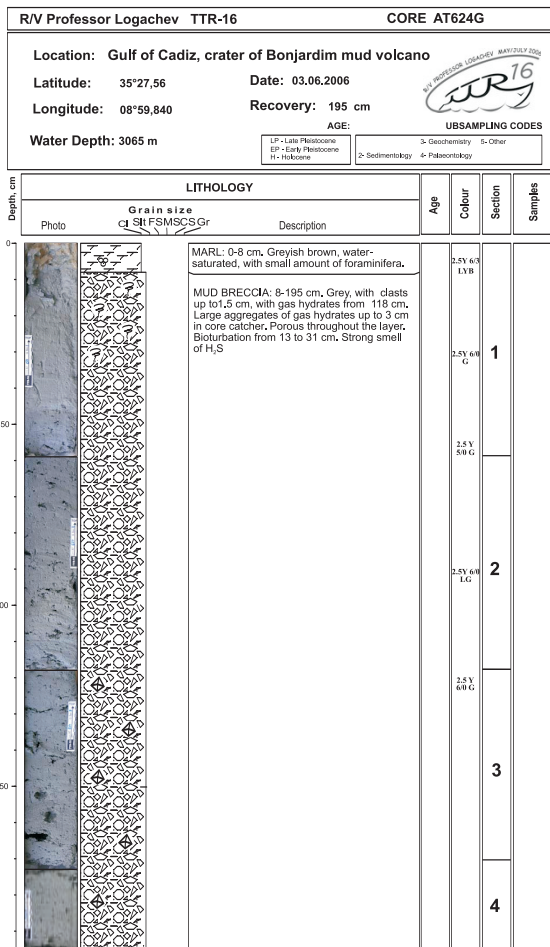 R/V Professor Logachev TTR-16 CORE AT624G
Location: Gulf of Cadiz, crater of Bonjardim mud volcano
Latitude: 35°27,56 Date: 03.06.2006
Longitude: 08°59,840 Recovery: 195 cm
Water Depth: 3065 m
R/V PROFESSOR LOGACHEV MAY/JULY 2006
TTR 16
AGE:
LP - Late Pleistocene
EP - Early Pleistocene
H - Holocene
UBSAMPLING CODES
3- Geochemistry 5- Other
2- Sedimentology 4- Palaeontology
Depth, cm
LITHOLOGY
Photo
Grain size
Cl Slt FS MS CS Gr
Description
Age
Colour
Section
Samples
0
MARL: 0-8 cm. Greyish brown, water-
saturated, with small amount of foraminifera.
MUD BRECCIA: 8-195 cm. Grey, with clasts
up to1.5 cm, with gas hydrates from 118 cm.
Large aggregates of gas hydrates up to 3 cm
in core catcher. Porous throughout the layer.
Bioturbation from 13 to 31 cm. Strong smell
of H₂S
2.5Y 6/3
LYB
2.5Y 6/0
G
1
50
2.5 Y
5/0 G
2.5Y 6/0
LG
2
00
2.5 Y
6/0 G
3
50
4